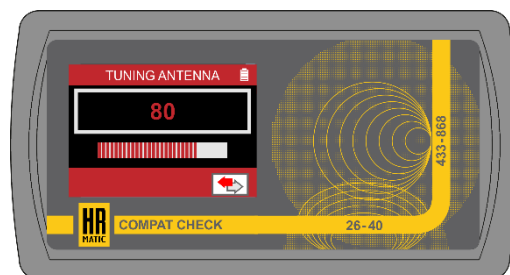 TUNING ANTENNA
80
433-868
HR
MATIC
COMPAT CHECK
26-40